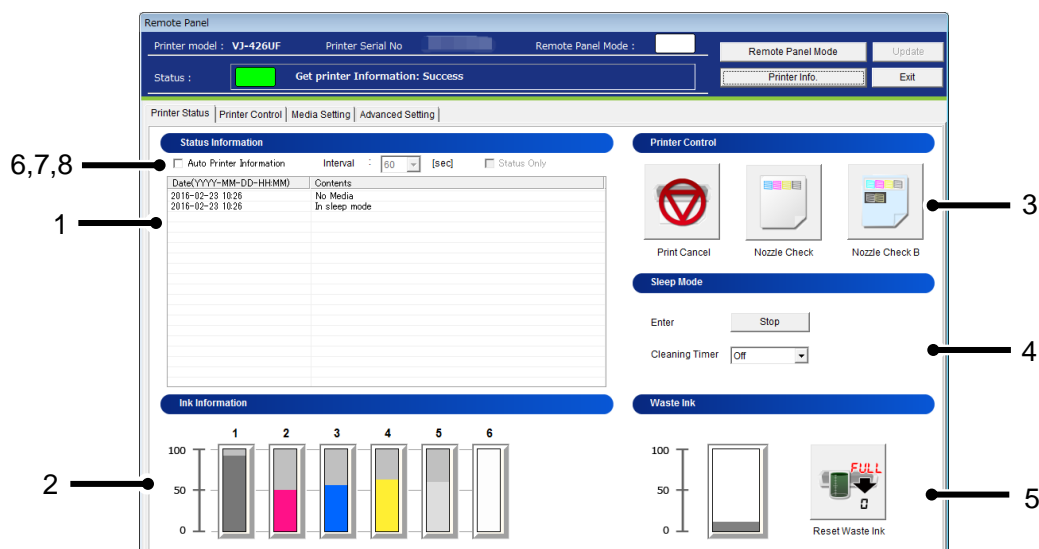 Remote Panel
Printer model : VJ-426UF Printer Serial No Remote Panel Mode : Remote Panel Mode Update
Status : Get printer Information: Success Printer Info. Exit
Printer Status Printer Control Media Setting Advanced Setting
Status Information Printer Control
6,7,8 Auto Printer Information Interval : 60 [sec] Status Only
Date(YYYY-MM-DD-HH:MM) Contents
2016-02-23 10:26 No Media
2016-02-23 10:26 In sleep mode
1
3
Print Cancel Nozzle Check Nozzle Check B
Sleep Mode
Enter Stop
Cleaning Timer Off
4
Ink Information Waste Ink
1 2 3 4 5 6
100 100
FULL
2 50 50 5
0
0 0 Reset Waste Ink